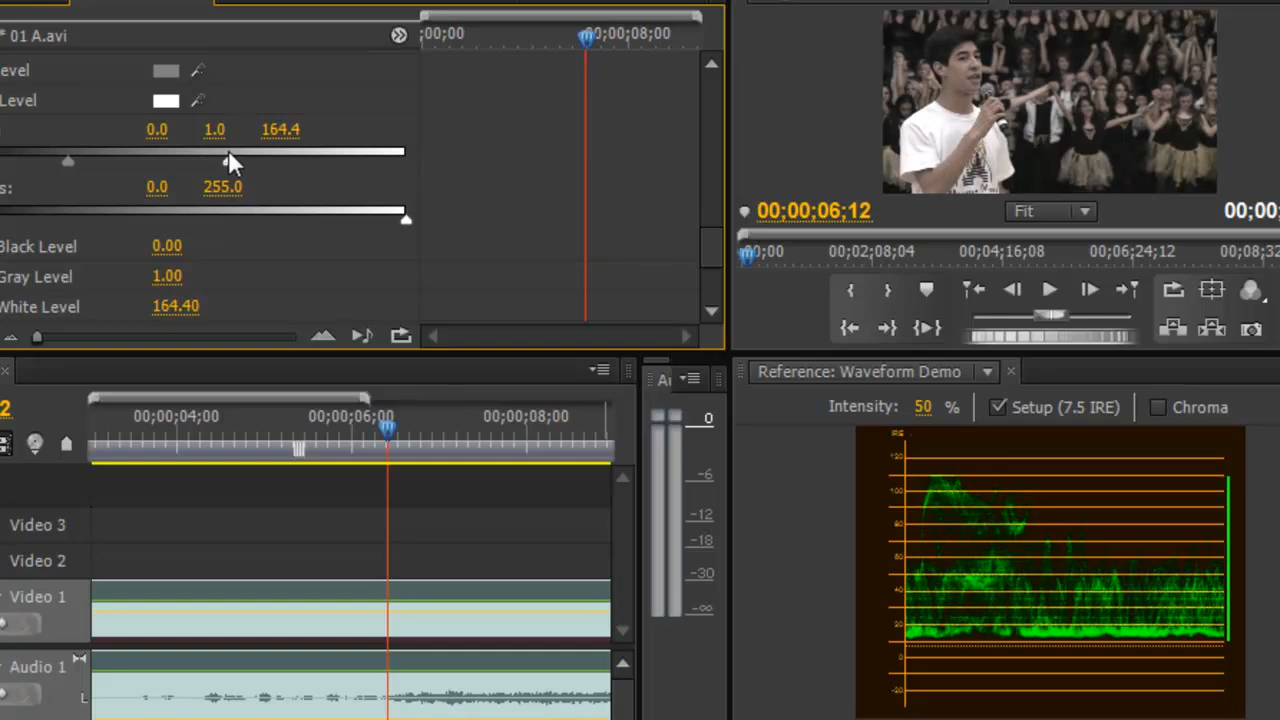 01 A.avi
;00;00
0;00;08;00
evel
Level
0.0 1.0 164.4
s:
0.0 255.0
Black Level 0.00
Gray Level 1.00
White Level 164.40
00;00;06;12
Fit
00;00;
;00;00
00;02;08;04
00;04;16;08
00;06;24;12
00;08;32
2
00;00;04;00
00;00;06;00
00;00;08;00
Video 3
Video 2
Video 1
Audio 1
L
Au
0
-6
-12
-18
-30
-∞
Reference: Waveform Demo
Intensity: 50 %
Setup (7.5 IRE)
Chroma
IRE
120
100
80
60
40
20
0
-20